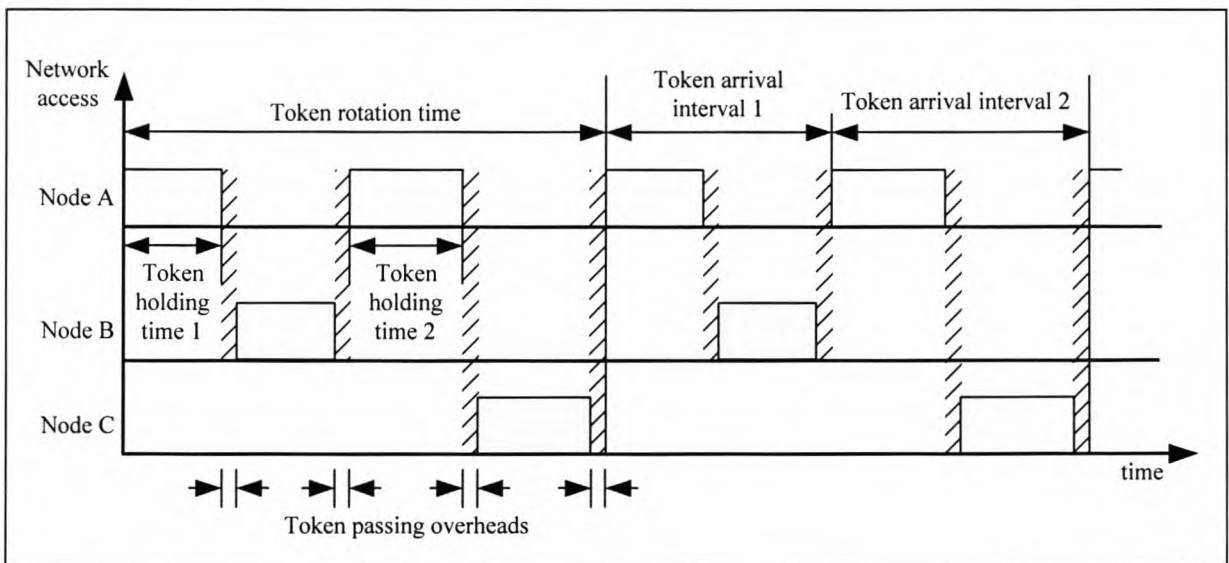 Network
access
Token rotation time
Token arrival
interval 1
Token arrival interval 2
Node A
Token
holding
time 1
Token
holding
time 2
Node B
Node C
time
Token passing overheads